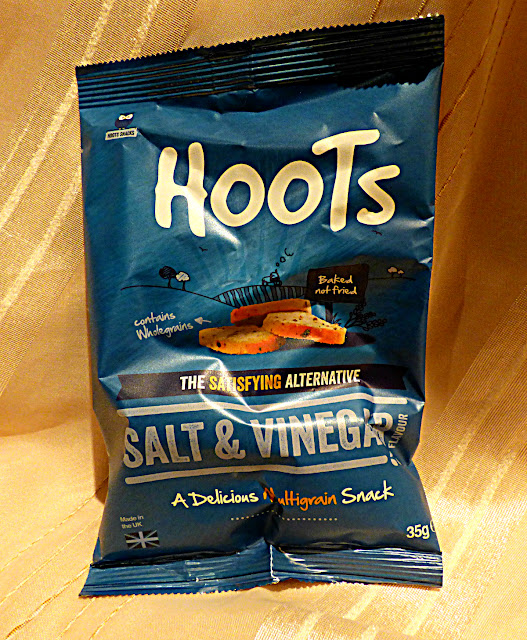 HOOTS SNACKS
HOOTS
Baked
not fried
contains
Wholegrains
THE SATISFYING ALTERNATIVE
SALT & VINEGAR
FLAVOUR
A Delicious Multigrain Snack
Made in
the UK
35g